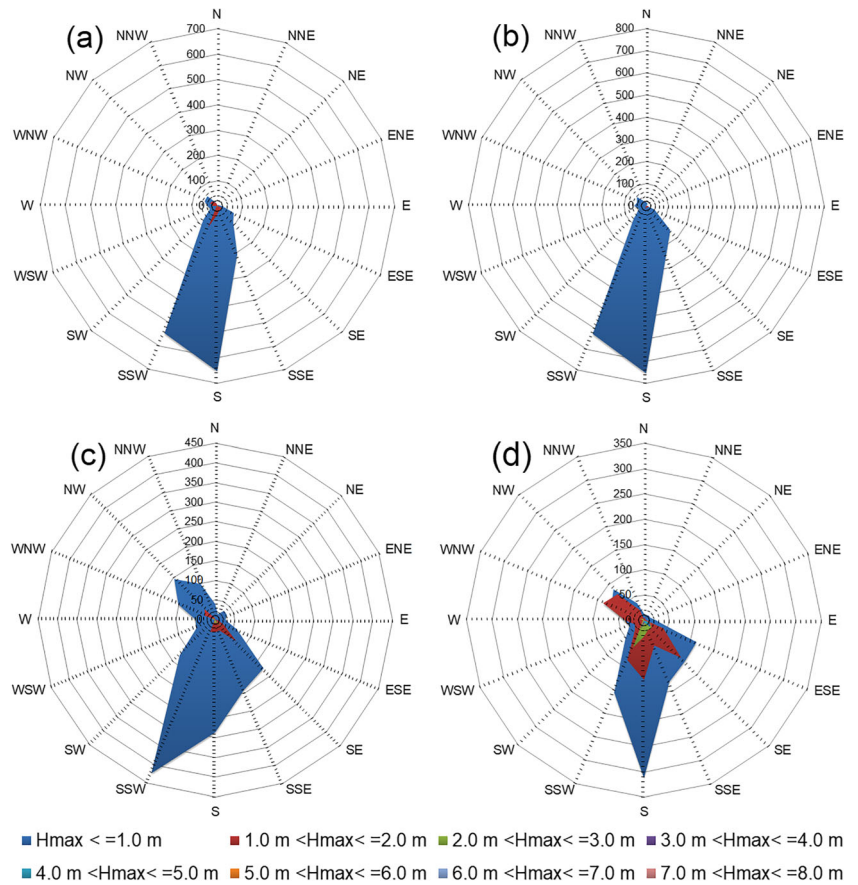 (a)
N
NNE
NE
ENE
E
ESE
SE
SSE
S
SSW
SW
WSW
W
WNW
NW
NNW
700
600
500
400
300
200
100
0
(b)
N
NNE
NE
ENE
E
ESE
SE
SSE
S
SSW
SW
WSW
W
WNW
NW
NNW
800
700
600
500
400
300
200
100
0
(c)
N
NNE
NE
ENE
E
ESE
SE
SSE
S
SSW
SW
WSW
W
WNW
NW
NNW
450
400
350
300
250
200
150
100
50
0
(d)
N
NNE
NE
ENE
E
ESE
SE
SSE
S
SSW
SW
WSW
W
WNW
NW
NNW
350
300
250
200
150
100
50
0
Hmax < =1.0 m
1.0 m <Hmax< =2.0 m
2.0 m <Hmax< =3.0 m
3.0 m <Hmax< =4.0 m
4.0 m <Hmax< =5.0 m
5.0 m <Hmax< =6.0 m
6.0 m <Hmax< =7.0 m
7.0 m <Hmax< =8.0 m